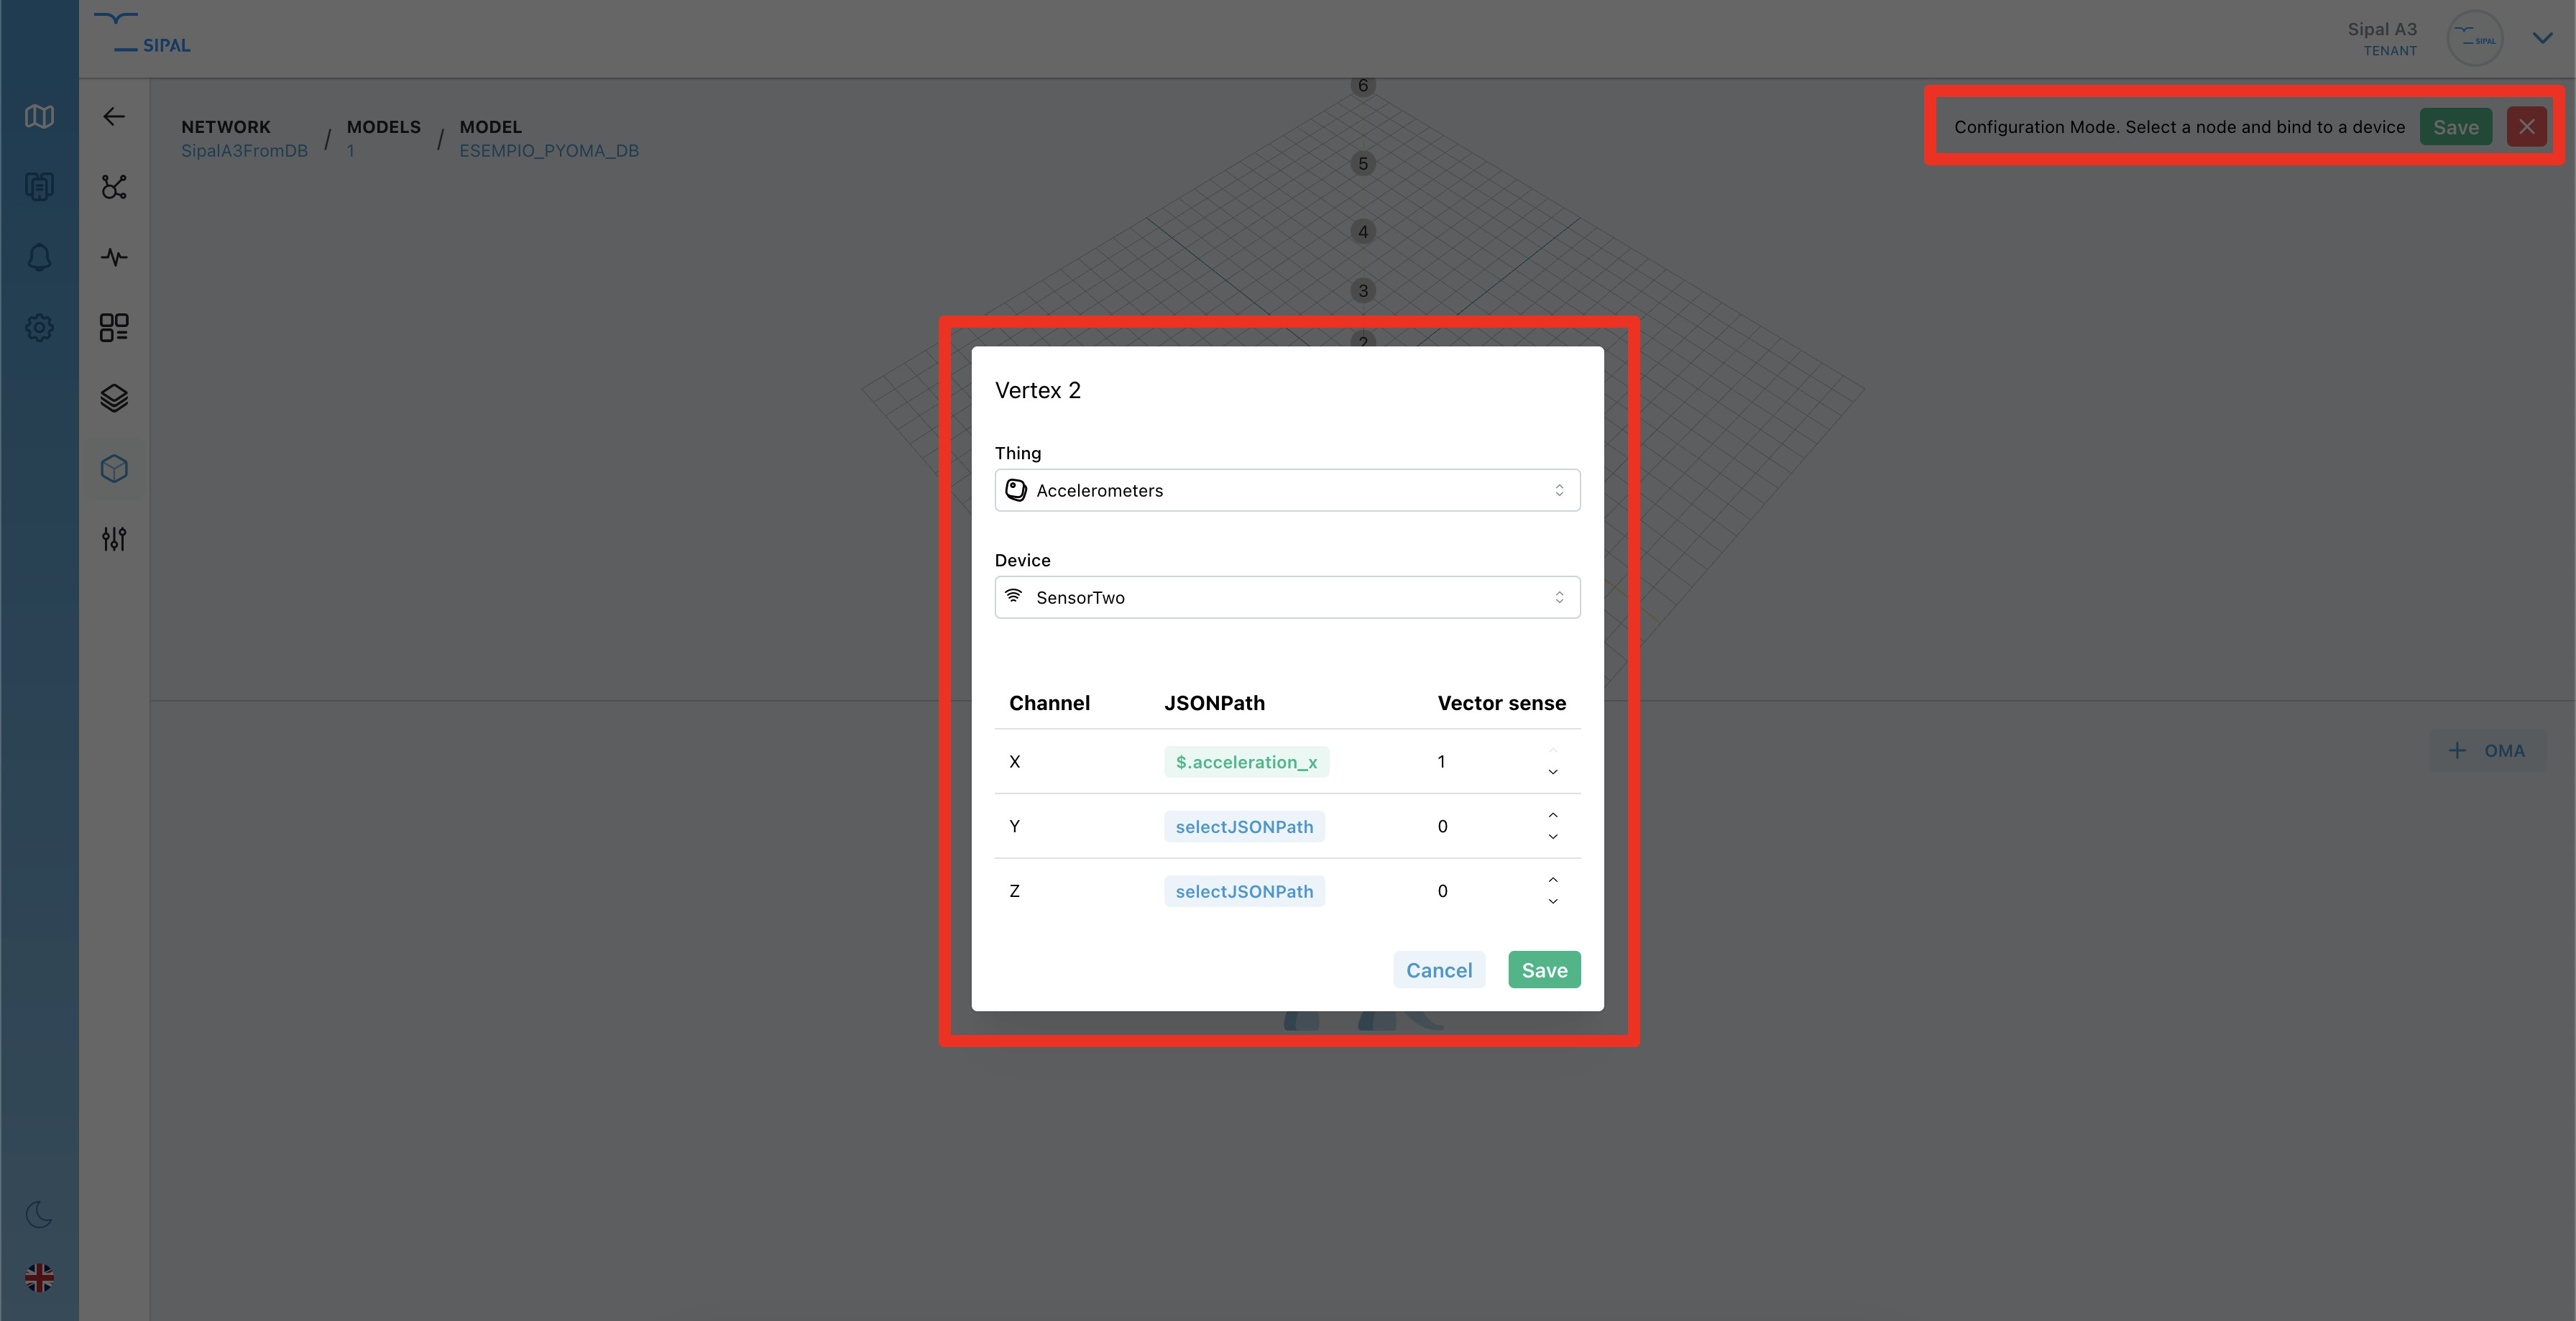 SIPAL
Sipal A3
TENANT
SIPAL
NETWORK
SipalA3FromDB
/
MODELS
1
/
MODEL
ESEMPIO_PYOMA_DB
Configuration Mode. Select a node and bind to a device
Save
6
5
4
3
2
Vertex 2
Thing
Accelerometers
Device
SensorTwo
Channel JSONPath Vector sense
X $.acceleration_x 1
Y selectJSONPath 0
Z selectJSONPath 0
Cancel Save
+ OMA